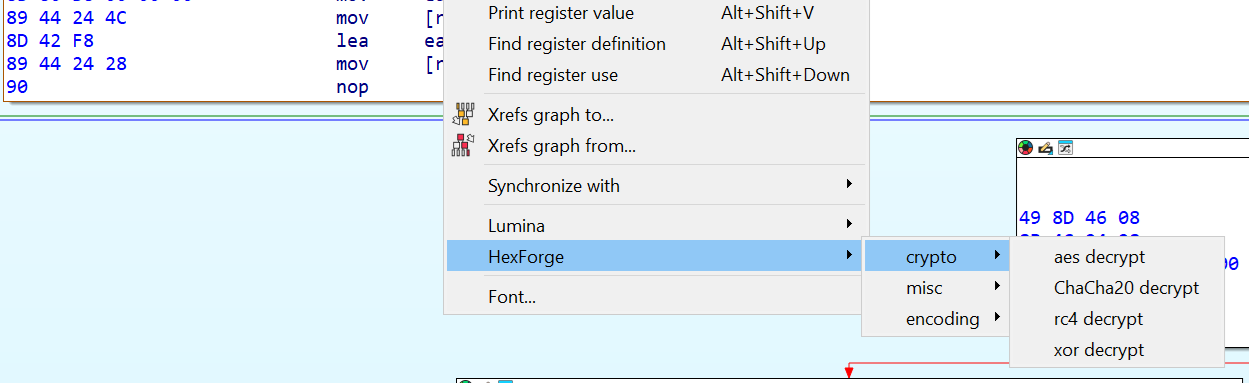 89 44 24 4C mov [r
8D 42 F8 lea ea
89 44 24 28 mov [r
90 nop
Print register value Alt+Shift+V
Find register definition Alt+Shift+Up
Find register use Alt+Shift+Down
Xrefs graph to...
Xrefs graph from...
Synchronize with
Lumina
HexForge
Font...
crypto
misc
encoding
aes decrypt
ChaCha20 decrypt
rc4 decrypt
xor decrypt
49 8D 46 08
00